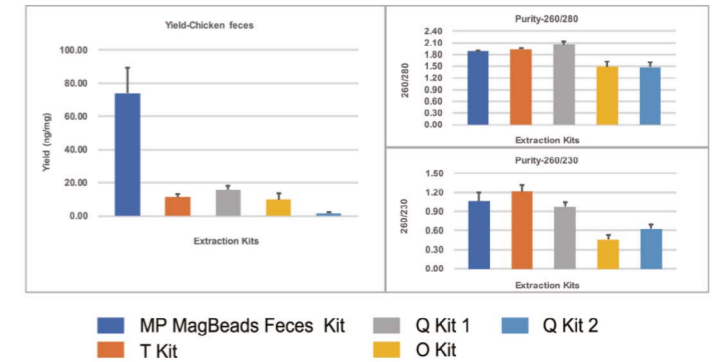 Yield-Chicken feces
100.00
80.00
60.00
40.00
20.00
0.00
Yield (ng/mg)
Extraction Kits
Purity-260/280
2.40
2.10
1.80
1.50
1.20
0.90
0.60
0.30
0.00
260/280
Extraction Kits
Purity-260/230
1.50
1.20
0.90
0.60
0.30
0.00
260/230
Extraction Kits
MP MagBeads Feces Kit
Q Kit 1
Q Kit 2
T Kit
O Kit